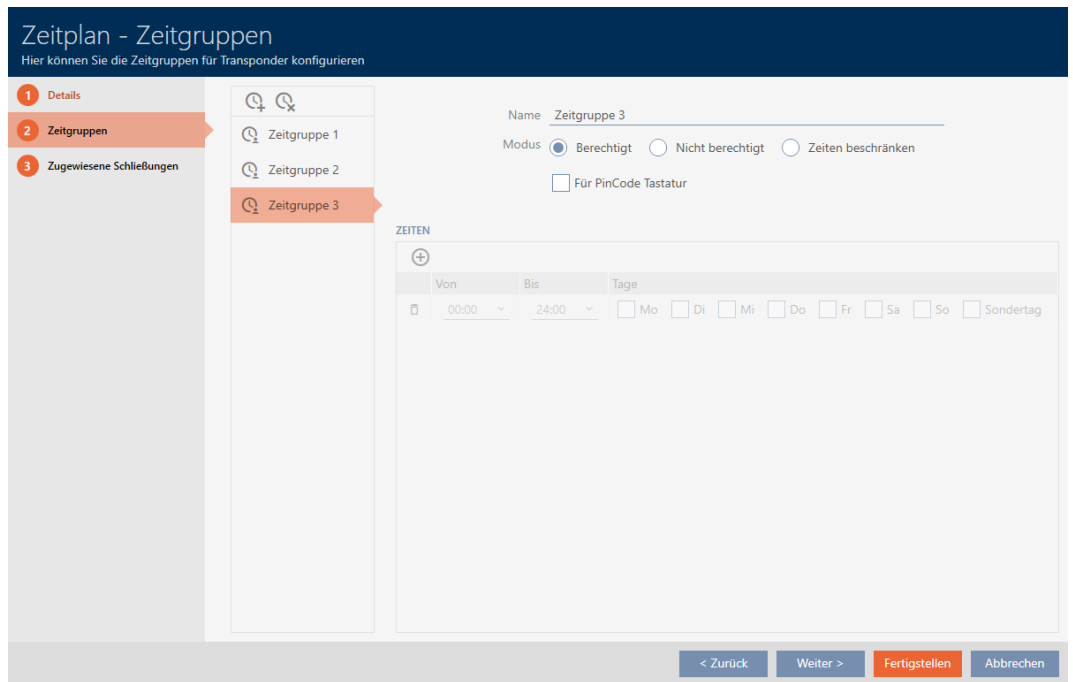 Zeitplan - Zeitgruppen
Hier können Sie die Zeitgruppen für Transponder konfigurieren
1 Details
2 Zeitgruppen
3 Zugewiesene Schließungen
Zeitgruppe 1
Zeitgruppe 2
Zeitgruppe 3
Name Zeitgruppe 3
Modus Berechtigt Nicht berechtigt Zeiten beschränken
Für PinCode Tastatur
ZEITEN
Von Bis Tage
00:00 24:00 Mo Di Mi Do Fr Sa So Sondertag
< Zurück Weiter > Fertigstellen Abbrechen